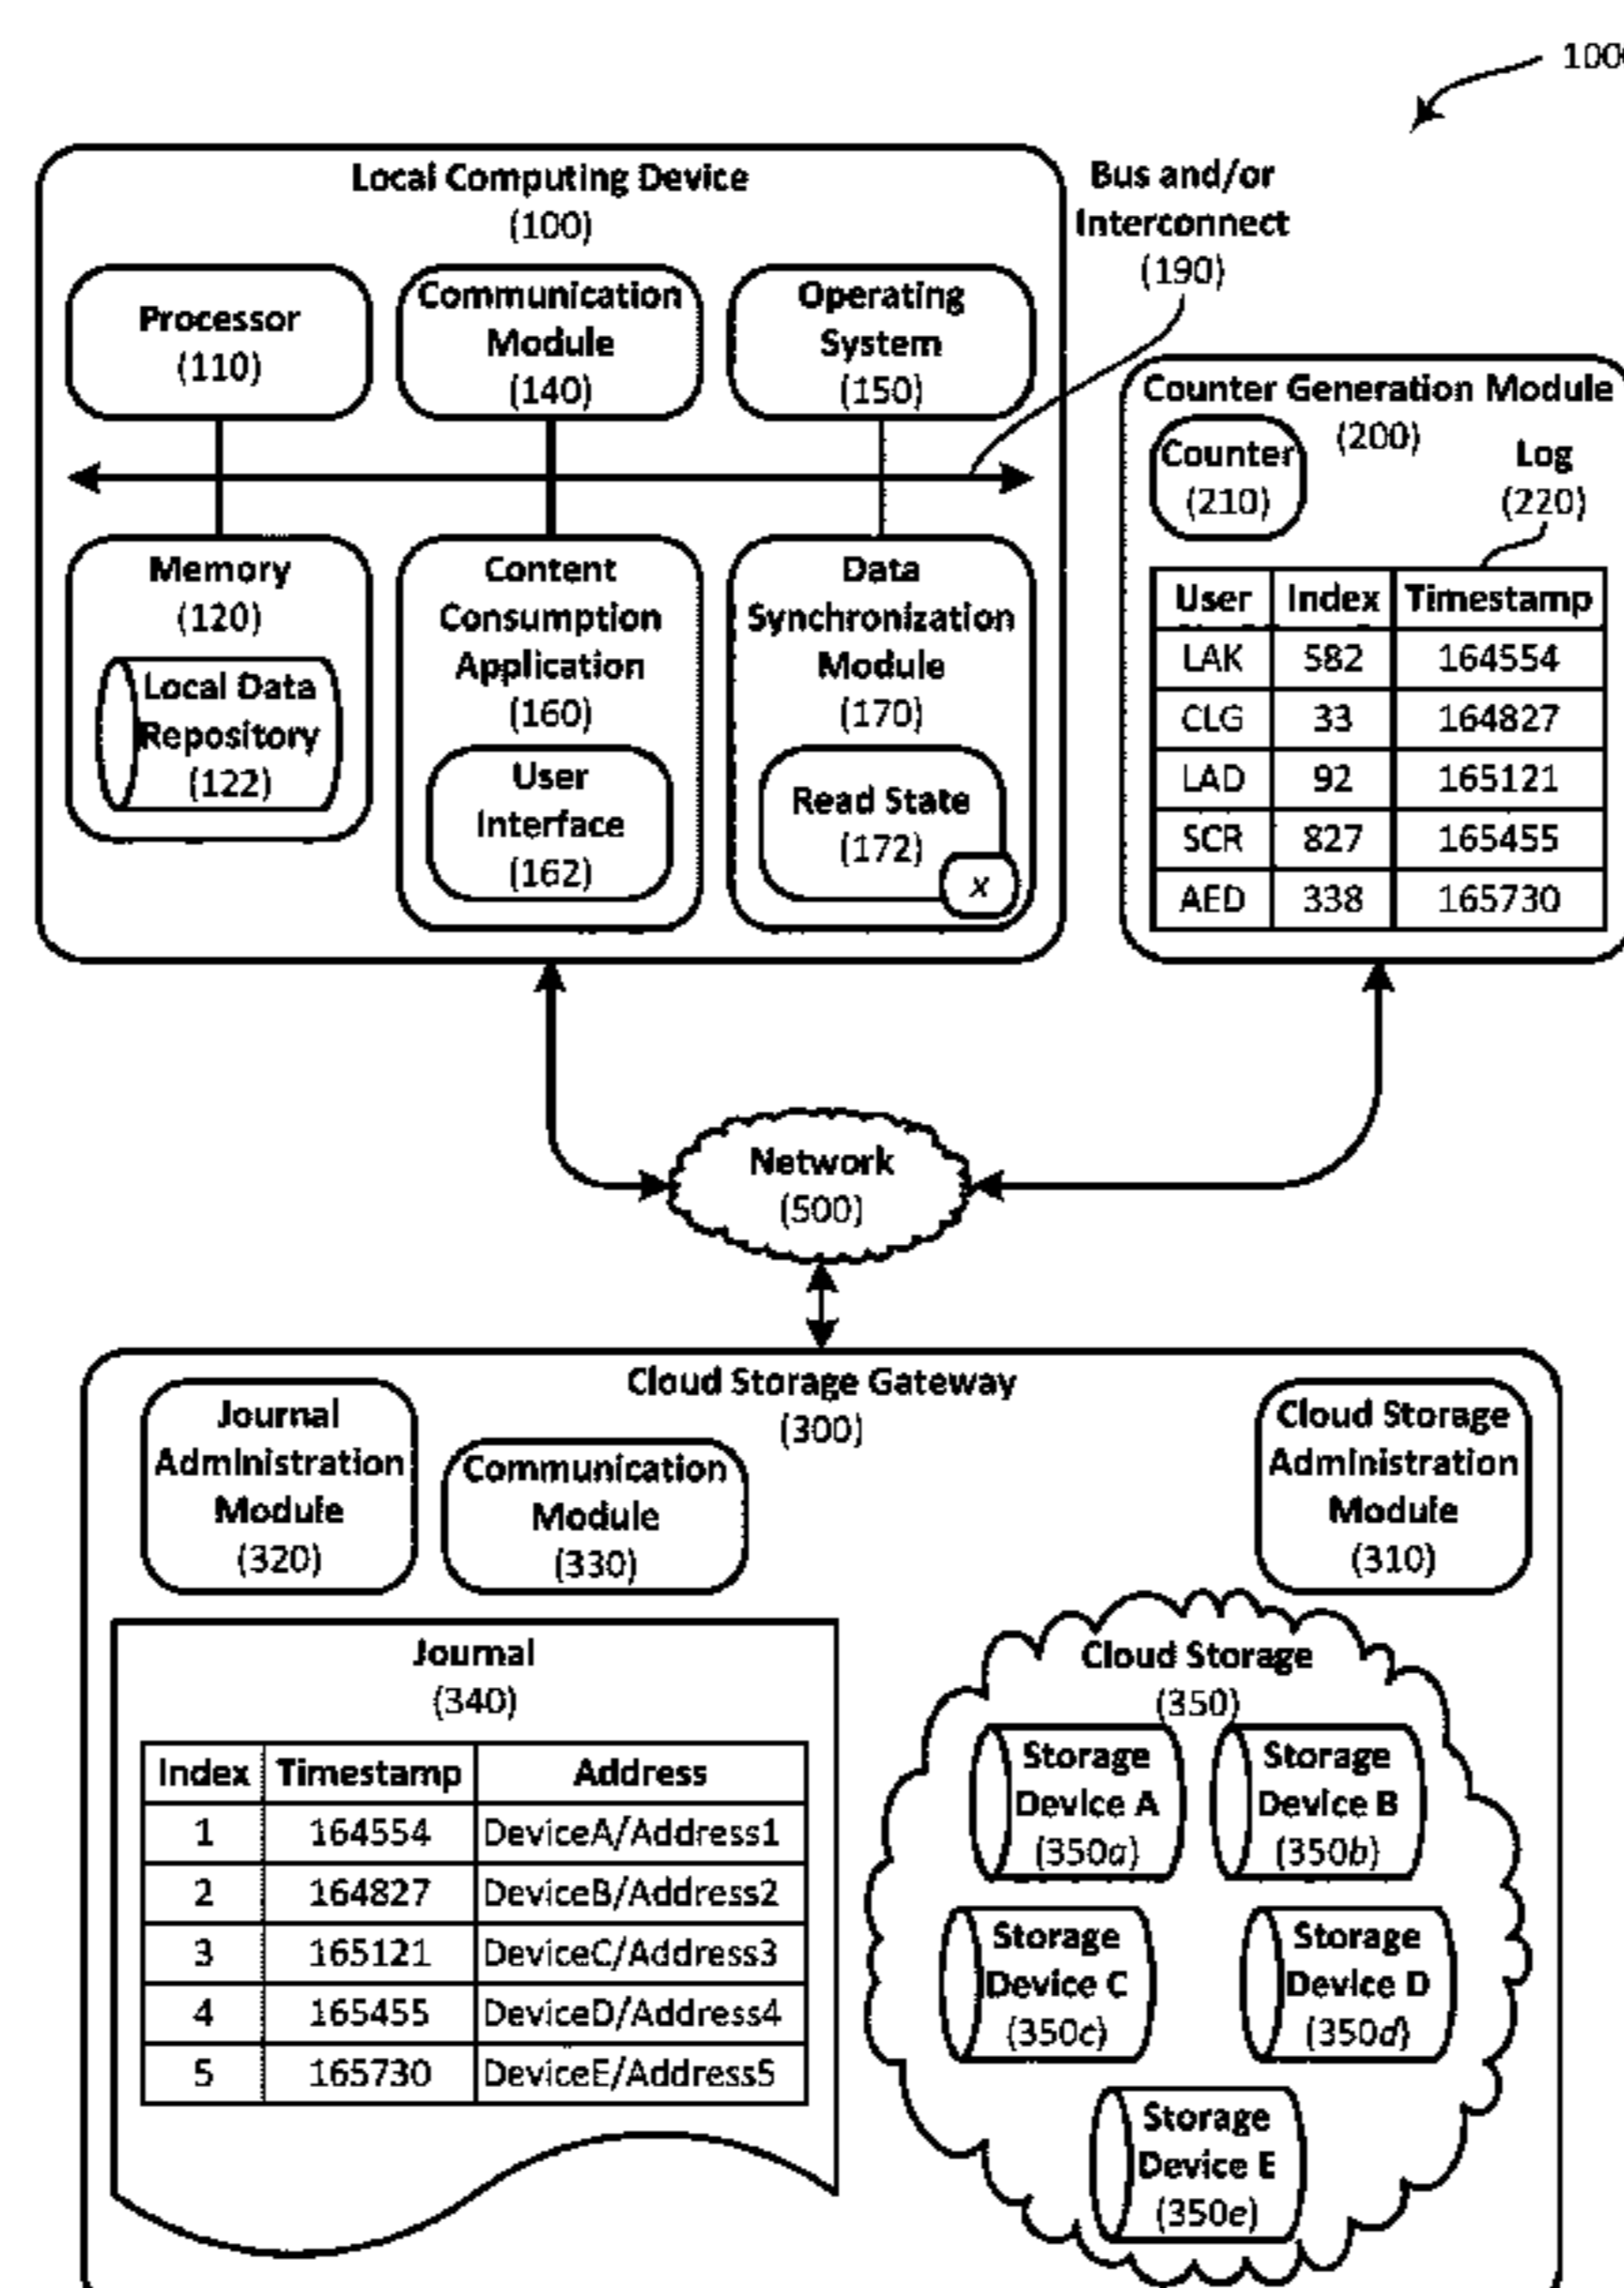 Local Computing Device
(100)
Bus and/or
Interconnect
(190)
Processor
(110)
Communication
Module
(140)
Operating
System
(150)
Memory
(120)
Local Data
Repository
(122)
Content
Consumption
Application
(160)
User
Interface
(162)
Data
Synchronization
Module
(170)
Read State
(172)
x
Counter Generation Module
(200)
Counter
(210)
Log
(220)
User Index Timestamp
LAK 582 164554
CLG 33 164827
LAD 92 165121
SCR 827 165455
AED 338 165730
Network
(500)
Cloud Storage Gateway
(300)
Journal
Administration
Module
(320)
Communication
Module
(330)
Cloud Storage
Administration
Module
(310)
Journal
(340)
Index Timestamp Address
1 164554 DeviceA/Address1
2 164827 DeviceB/Address2
3 165121 DeviceC/Address3
4 165455 DeviceD/Address4
5 165730 DeviceE/Address5
Cloud Storage
(350)
Storage
Device A
(350a)
Storage
Device B
(350b)
Storage
Device C
(350c)
Storage
Device D
(350d)
Storage
Device E
(350e)